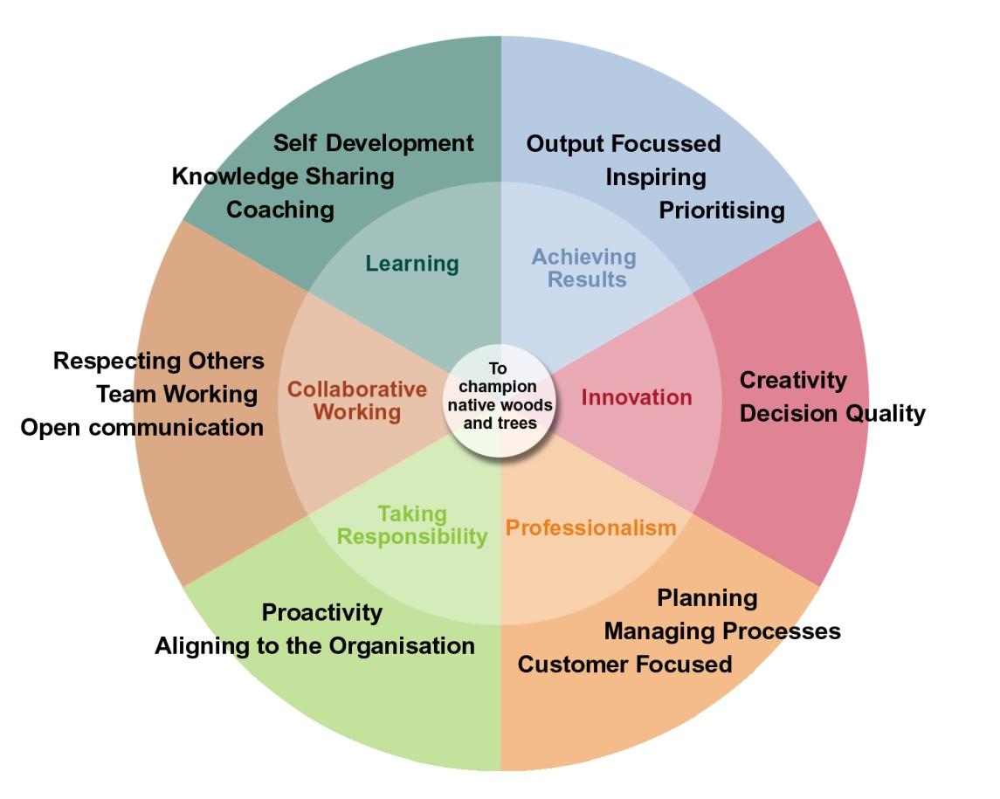 Self Development
Knowledge Sharing
Coaching
Learning
Output Focussed
Inspiring
Prioritising
Achieving
Results
Respecting Others
Team Working
Open communication
Collaborative
Working
To
champion
native woods
and trees
Innovation
Creativity
Decision Quality
Taking
Responsibility
Proactivity
Aligning to the Organisation
Professionalism
Planning
Managing Processes
Customer Focused